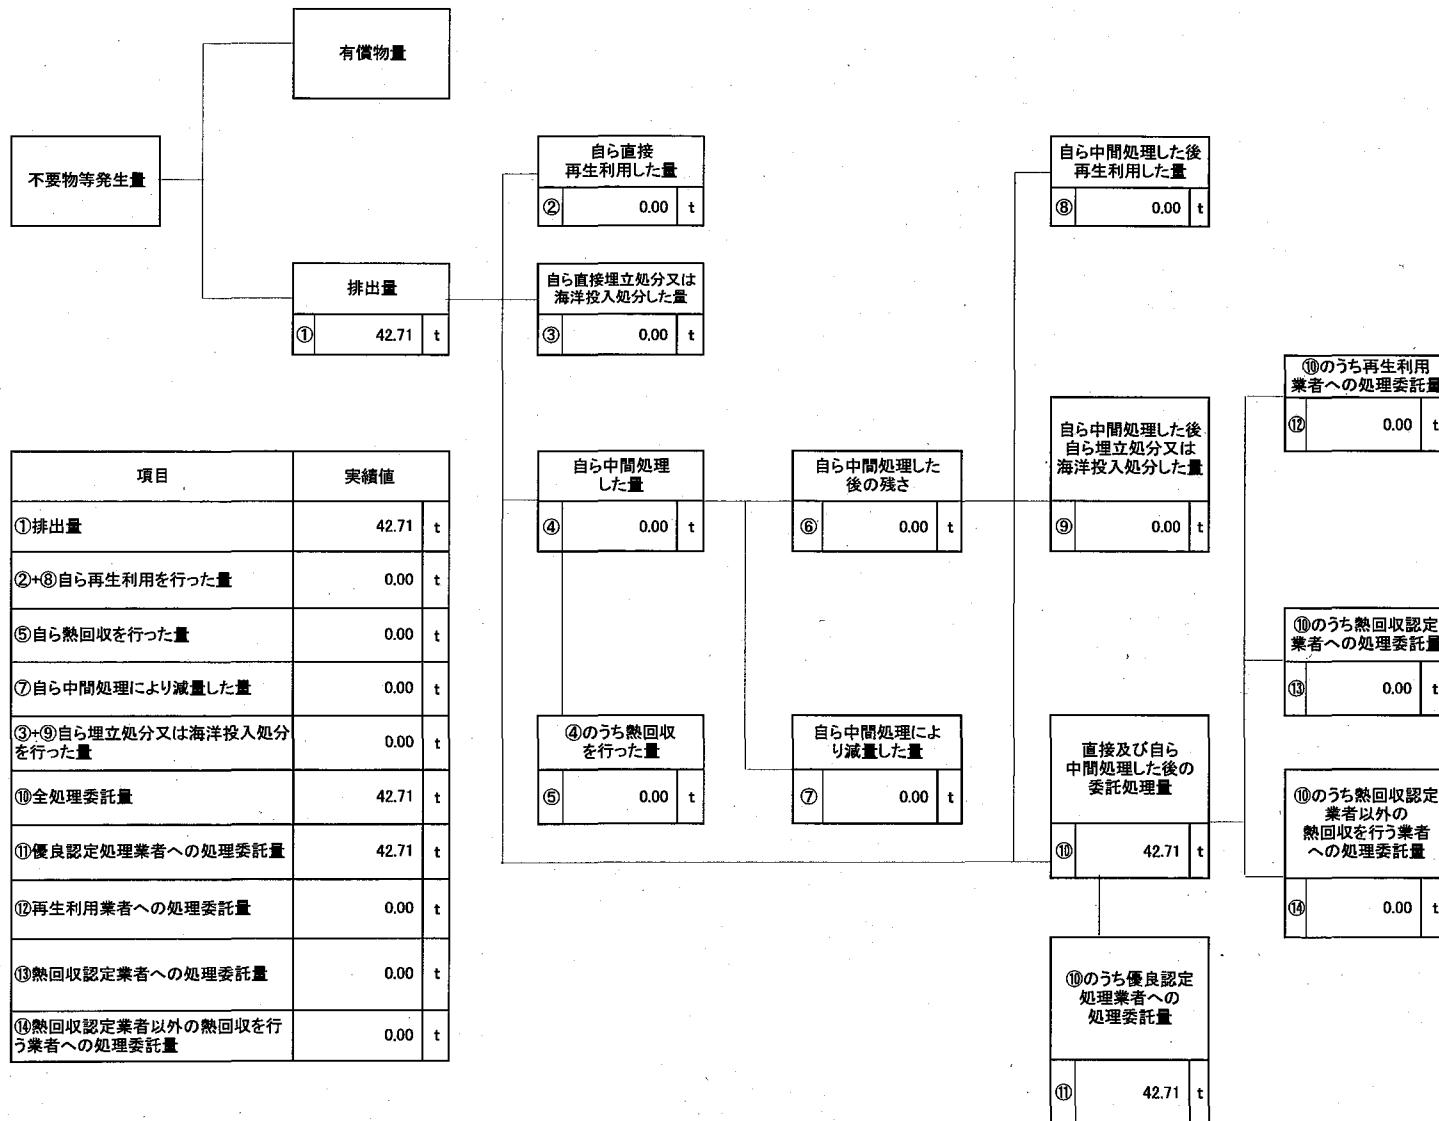 有償物量
不要物等発生量
排出量
① 42.71 t
自ら直接
再生利用した量
② 0.00 t
自ら直接埋立処分又は
海洋投入処分した量
③ 0.00 t
自ら中間処理した後
再生利用した量
⑧ 0.00 t
⑩のうち再生利用
業者への処理委託量
⑫ 0.00 t
自ら中間処理
した量
④ 0.00 t
自ら中間処理した
後の残さ
⑥ 0.00 t
自ら中間処理した後
自ら埋立処分又は
海洋投入処分した量
⑨ 0.00 t
⑩のうち熱回収認定
業者への処理委託量
⑬ 0.00 t
④のうち熱回収
を行った量
⑤ 0.00 t
自ら中間処理によ
り減量した量
⑦ 0.00 t
直接及び自ら
中間処理した後の
委託処理量
⑩ 42.71 t
⑩のうち熱回収認定
業者以外の
熱回収を行う業者
への処理委託量
⑭ 0.00 t
⑩のうち優良認定
処理業者への
処理委託量
⑪ 42.71 t
項目 実績値
①排出量 42.71 t
②+⑧自ら再生利用を行った量 0.00 t
⑤自ら熱回収を行った量 0.00 t
⑦自ら中間処理により減量した量 0.00 t
③+⑨自ら埋立処分又は海洋投入処分
を行った量 0.00 t
⑩全処理委託量 42.71 t
⑪優良認定処理業者への処理委託量 42.71 t
⑫再生利用業者への処理委託量 0.00 t
⑬熱回収認定業者への処理委託量 0.00 t
⑭熱回収認定業者以外の熱回収を行
う業者への処理委託量 0.00 t